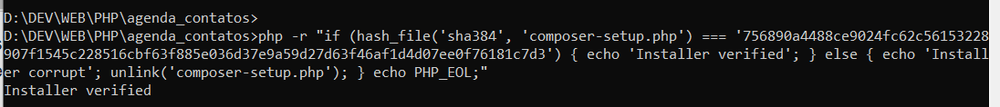 D:\DEV\WEB\PHP\agenda_contatos>
D:\DEV\WEB\PHP\agenda_contatos>php -r "if (hash_file('sha384', 'composer-setup.php') === '756890a4488ce9024fc62c56153228
907f1545c228516cbf63f885e036d37e9a59d27d63f46af1d4d07ee0f76181c7d3') { echo 'Installer verified'; } else { echo 'Install
er corrupt'; unlink('composer-setup.php'); } echo PHP_EOL;"
Installer verified